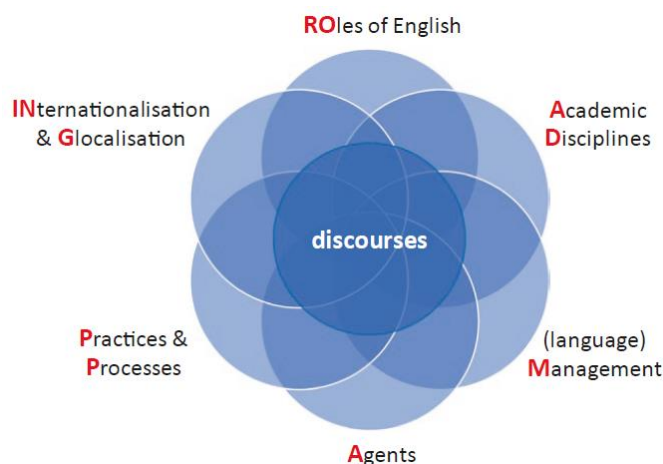 ROles of English
Academic
Disciplines
(language)
Management
Agents
Practices &
Processes
INternationalisation
& Glocalisation
discourses